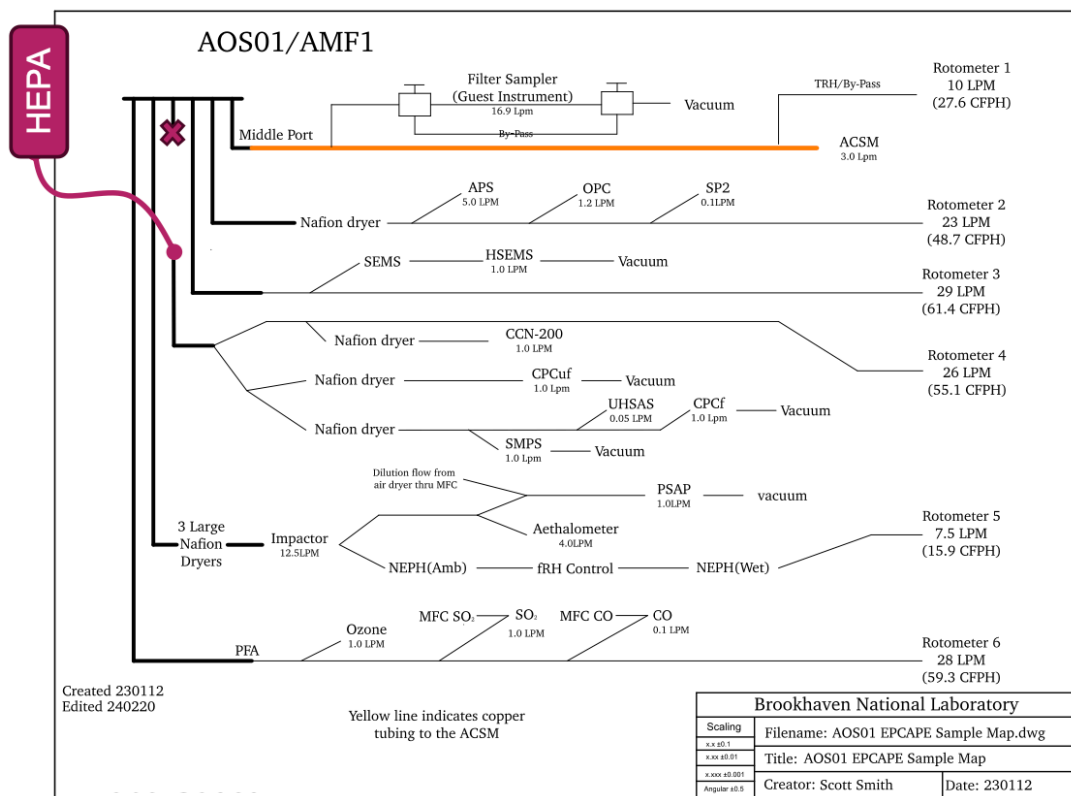 HEPA
AOS01/AMF1
Filter Sampler
(Guest Instrument)
16.9 Lpm
By-Pass
Vacuum
TRH/By-Pass
Rotometer 1
10 LPM
(27.6 CFPH)
Middle Port
ACSM
3.0 Lpm
Nafion dryer
APS
5.0 LPM
OPC
1.2 LPM
SP2
0.1LPM
Rotometer 2
23 LPM
(48.7 CFPH)
SEMS
HSEMS
1.0 LPM
Vacuum
Rotometer 3
29 LPM
(61.4 CFPH)
Nafion dryer
CCN-200
1.0 LPM
Rotometer 4
26 LPM
(55.1 CFPH)
Nafion dryer
CPCuf
1.0 Lpm
Vacuum
Nafion dryer
UHSAS
0.05 LPM
CPCf
1.0 Lpm
Vacuum
SMPS
1.0 Lpm
Vacuum
Dilution flow from
air dryer thru MFC
PSAP
1.0LPM
vacuum
3 Large
Nafion
Dryers
Impactor
12.5LPM
Aethalometer
4.0LPM
NEPH(Amb)
fRH Control
NEPH(Wet)
Rotometer 5
7.5 LPM
(15.9 CFPH)
PFA
Ozone
1.0 LPM
MFC SO₂
SO₂
1.0 LPM
MFC CO
CO
0.1 LPM
Rotometer 6
28 LPM
(59.3 CFPH)
Created 230112
Edited 240220
Yellow line indicates copper
tubing to the ACSM
Brookhaven National Laboratory
Scaling
x.x ±0.1
x.xx ±0.01
x.xxx ±0.001
Angular ±0.5
Filename: AOS01 EPCAPE Sample Map.dwg
Title: AOS01 EPCAPE Sample Map
Creator: Scott Smith
Date: 230112